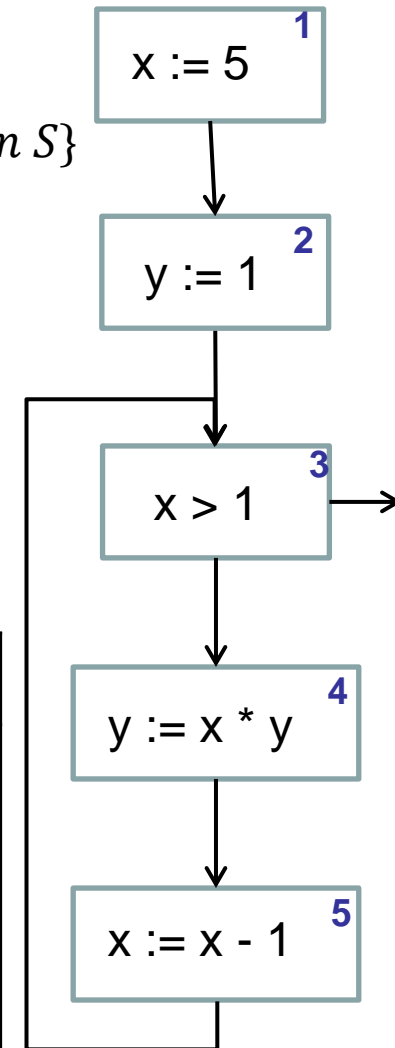 1
x := 5
n S}
2
y := 1
3
x > 1
4
y := x * y
5
x := x - 1